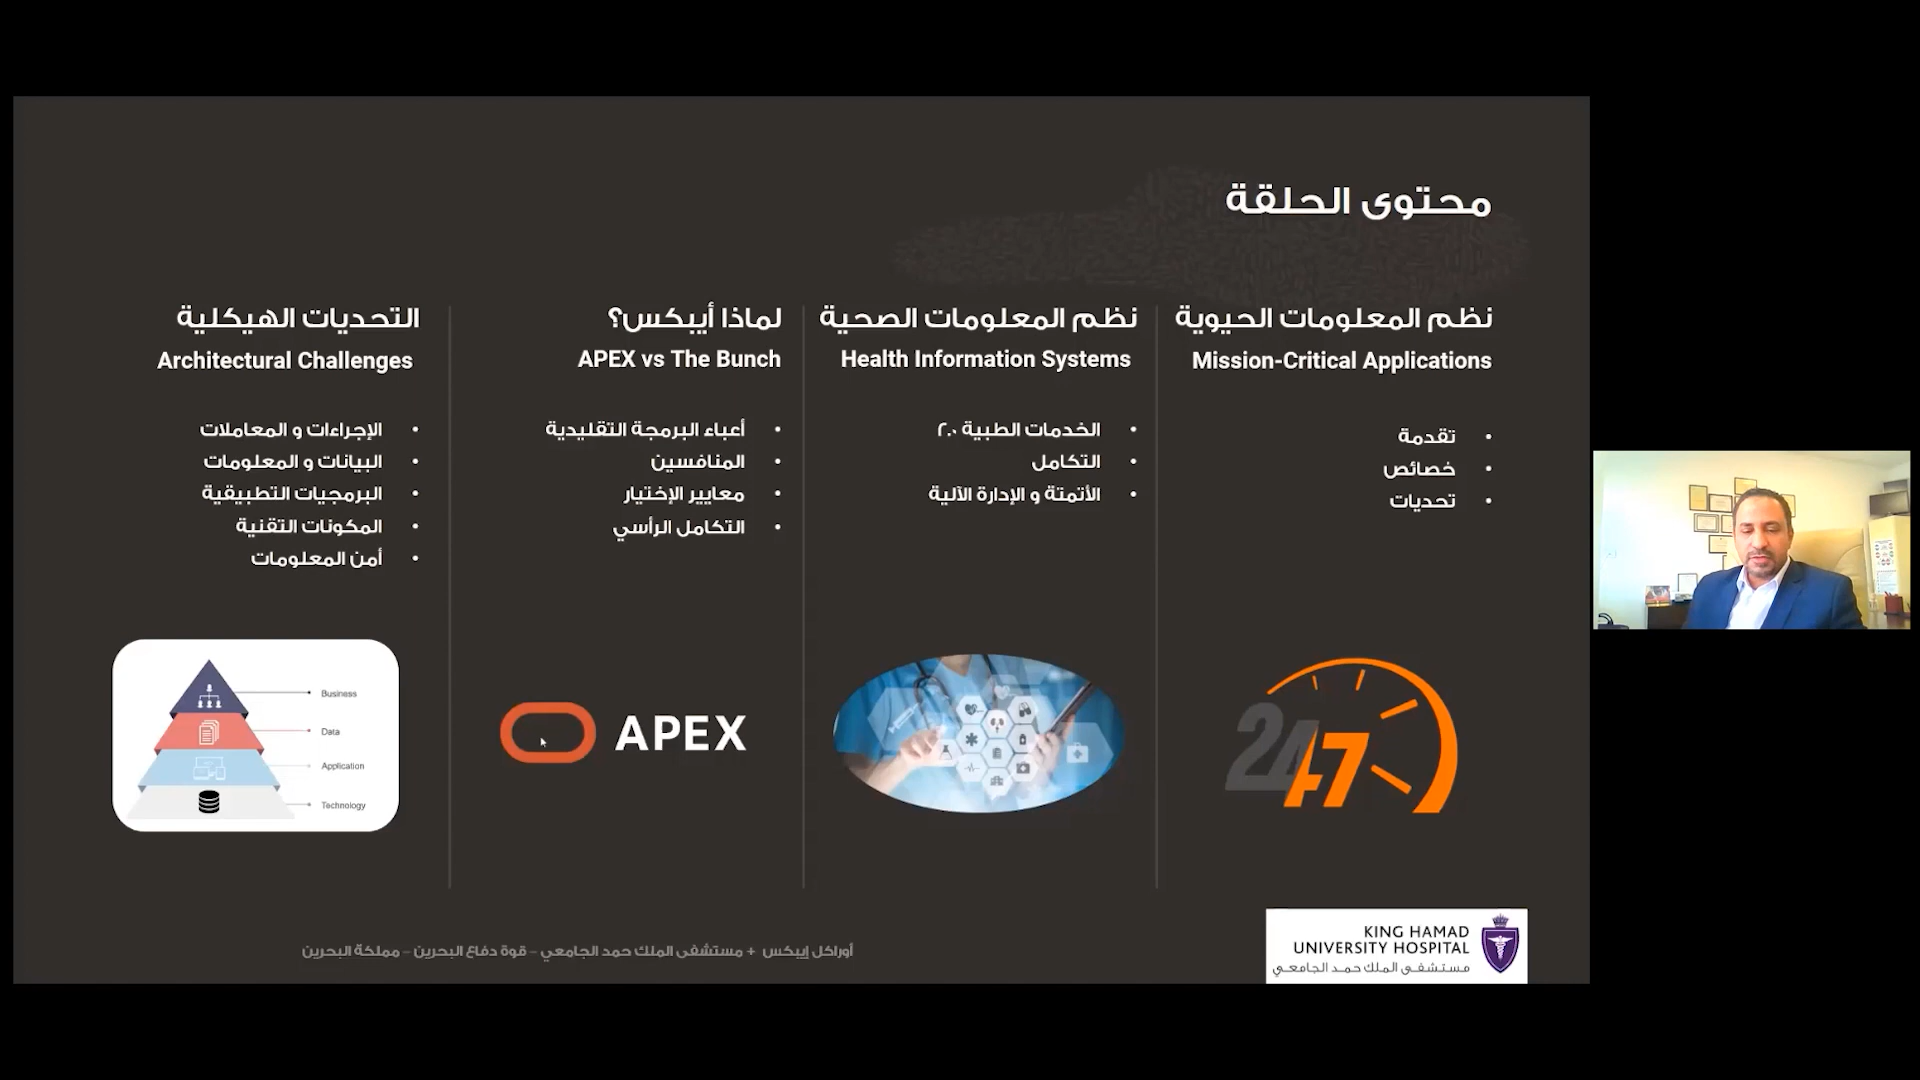 محتوى الحلقة
نظم المعلومات الحيوية
Mission-Critical Applications
تقدمة
خصائص
تحديات
24/7
نظم المعلومات الصحية
Health Information Systems
الخدمات الطبية ٢.٠
التكامل
الأتمتة و الإدارة الآلية
لماذا أيبكس؟
APEX vs The Bunch
أعباء البرمجة التقليدية
المنافسين
معايير الإختيار
التكامل الرأسي
APEX
التحديات الهيكلية
Architectural Challenges
الإجراءات و المعاملات
البيانات و المعلومات
البرمجيات التطبيقية
المكونات التقنية
أمن المعلومات
Business
Data
Application
Technology
أوراكل إيبكس + مستشفى الملك حمد الجامعي – قوة دفاع البحرين – مملكة البحرين
KING HAMAD
UNIVERSITY HOSPITAL
مستشفى الملك حمد الجامعي